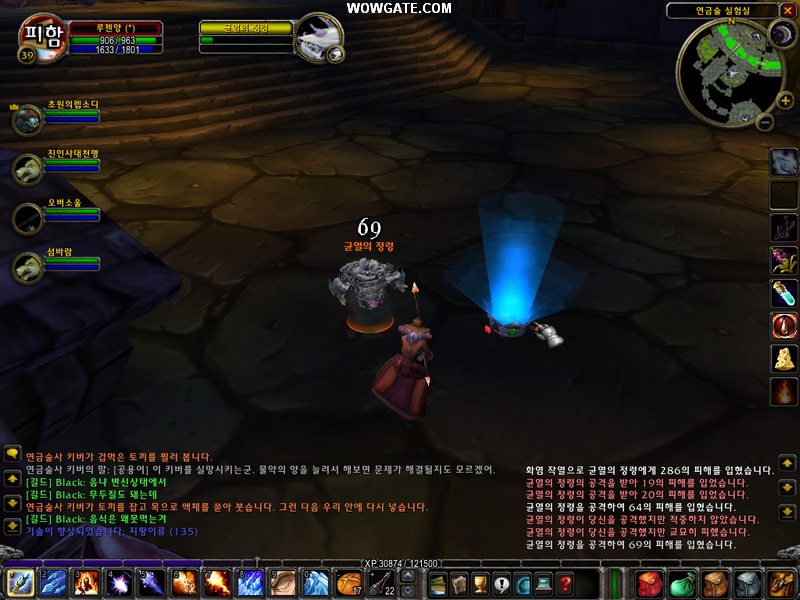 WOWGATE.COM
루젠양 (*)
피함
906 / 963
1633 / 1801
39
균열의 정령
연금술 실험실
N
초원의렙소디
진인사대천명
오버소울
섬바람
69
균열의 정령
연금술사 키버가 겁먹은 토끼를 찔러 봅니다.
연금술사 키버의 말: [공용어] 이 키버를 실망시키는군, 물약의 양을 늘려서 해보면 문제가 해결될지도 모르겠어.
[길드] Black: 음냐 변신상태에서
[길드] Black: 무두질도 돼는데
연금술사 키버가 토끼를 잡고 목으로 액체를 쏟아 붓습니다. 그런 다음 우리 안에 다시 넣습니다.
[길드] Black: 음식은 왜못먹는겨
기술이 향상되었습니다: 지팡이류 (135)
화염 작열으로 균열의 정령에게 286의 피해를 입혔습니다.
균열의 정령의 공격을 받아 19의 피해를 입었습니다.
균열의 정령의 공격을 받아 20의 피해를 입었습니다.
균열의 정령을 공격하여 64의 피해를 입혔습니다.
균열의 정령이 당신을 공격했지만 적중하지 않았습니다.
균열의 정령이 당신을 공격했지만 교묘히 피했습니다.
균열의 정령을 공격하여 69의 피해를 입혔습니다.
XP 30874 / 121500
17
22